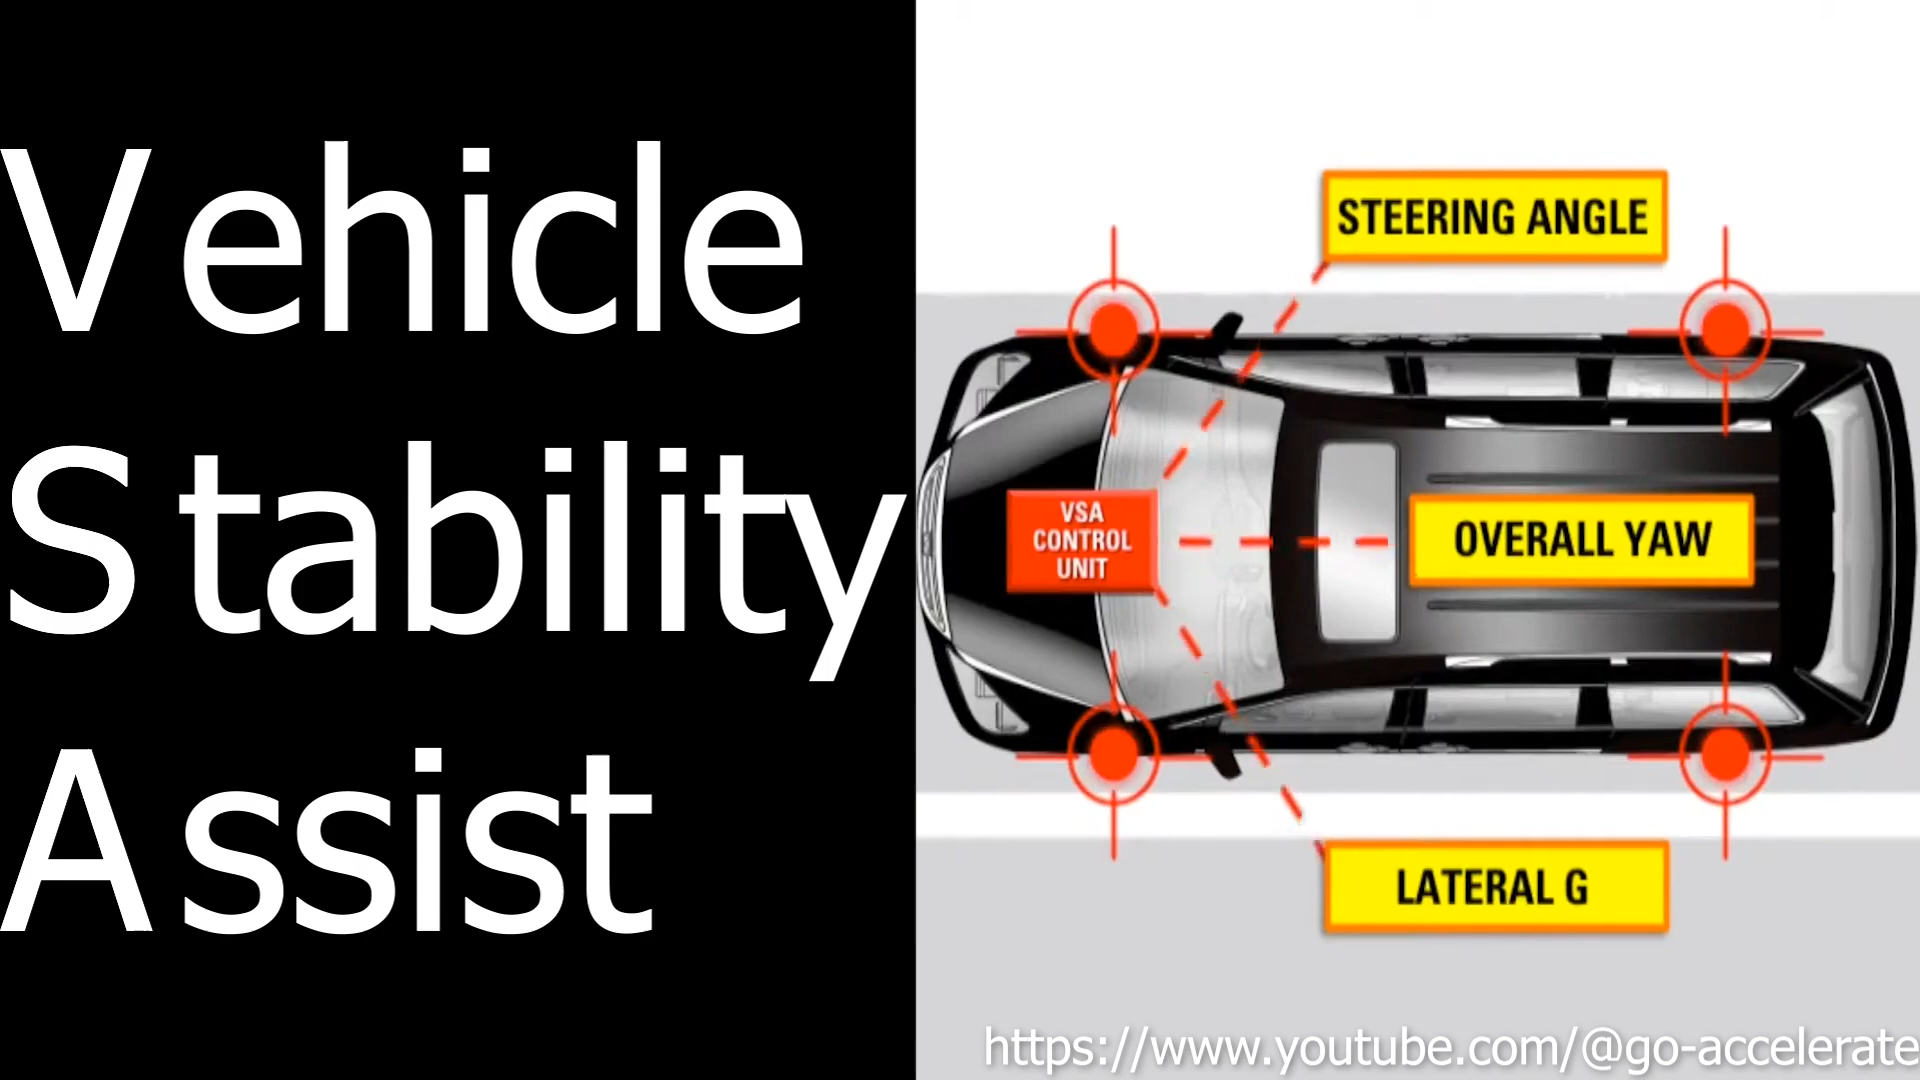 Vehicle
Stability
Assist
STEERING ANGLE
VSA
CONTROL
UNIT
OVERALL YAW
LATERAL G
https://www.youtube.com/@go-accelerate